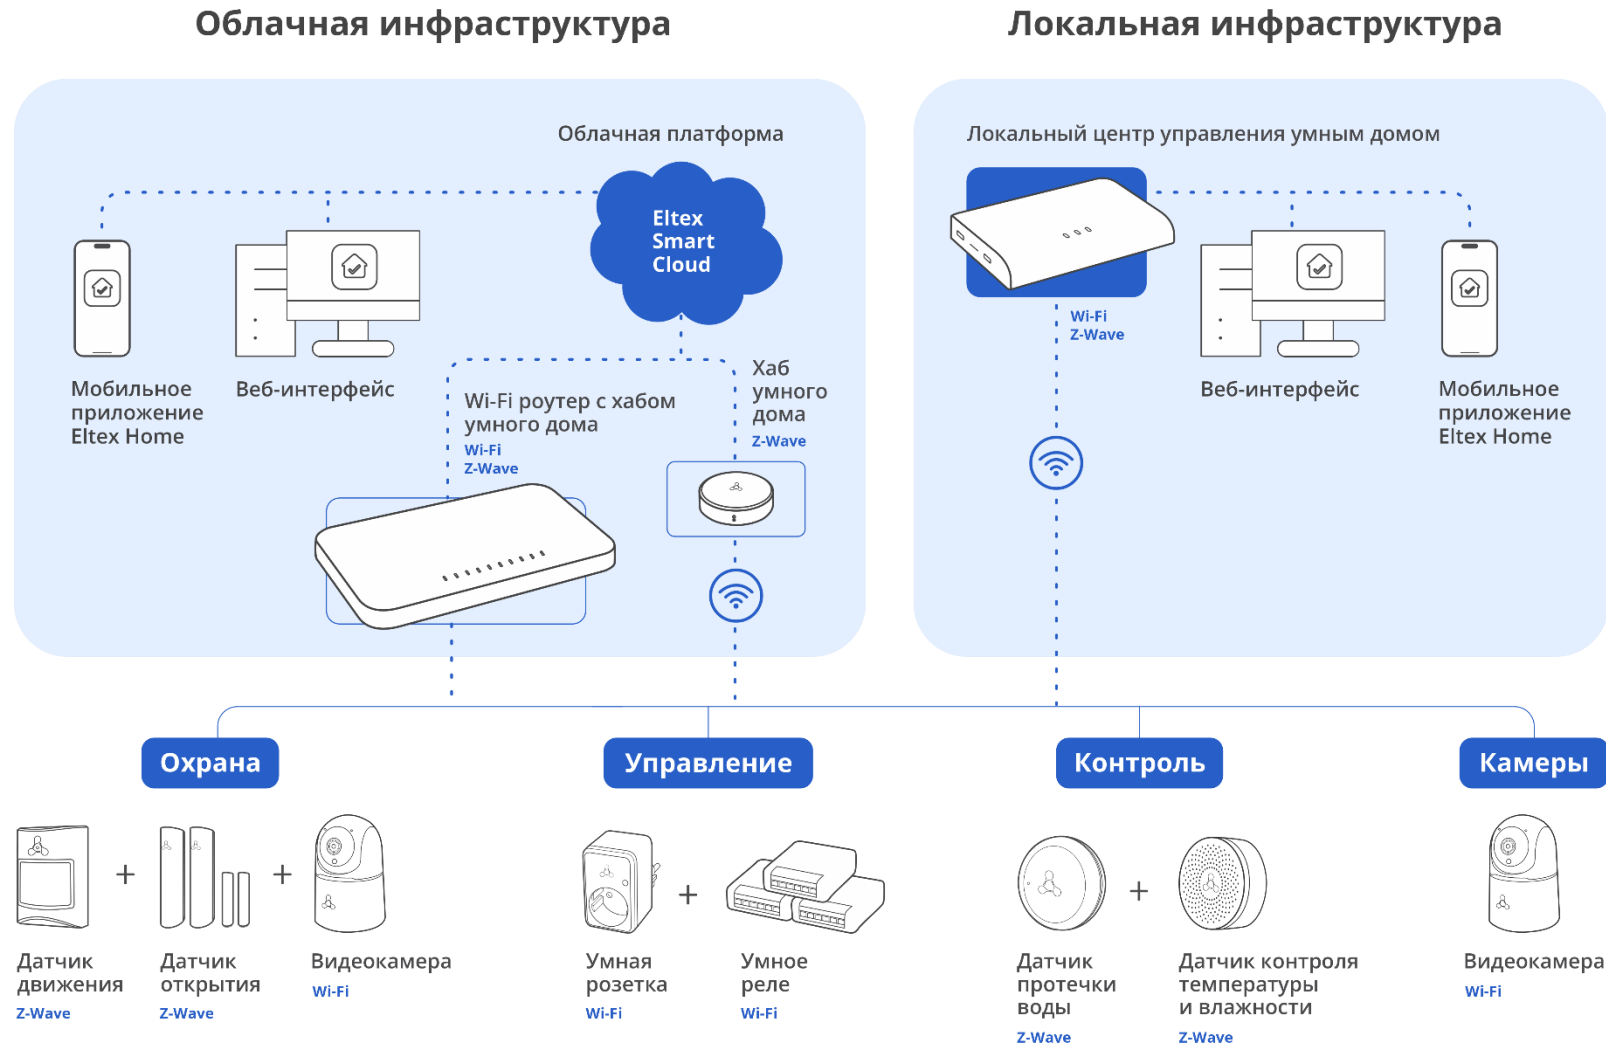 Облачная инфраструктура
Локальная инфраструктура
Облачная платформа
Eltex
Smart
Cloud
Мобильное
приложение
Eltex Home
Веб-интерфейс
Wi-Fi роутер с хабом
умного дома
Wi-Fi
Z-Wave
Хаб
умного
дома
Z-Wave
Локальный центр управления умным домом
Wi-Fi
Z-Wave
Веб-интерфейс
Мобильное
приложение
Eltex Home
Охрана
Управление
Контроль
Камеры
Датчик
движения
Z-Wave
+
Датчик
открытия
Z-Wave
+
Видеокамера
Wi-Fi
Умная
розетка
Wi-Fi
+
Умное
реле
Wi-Fi
Датчик
протечки
воды
Z-Wave
+
Датчик контроля
температуры
и влажности
Z-Wave
Видеокамера
Wi-Fi